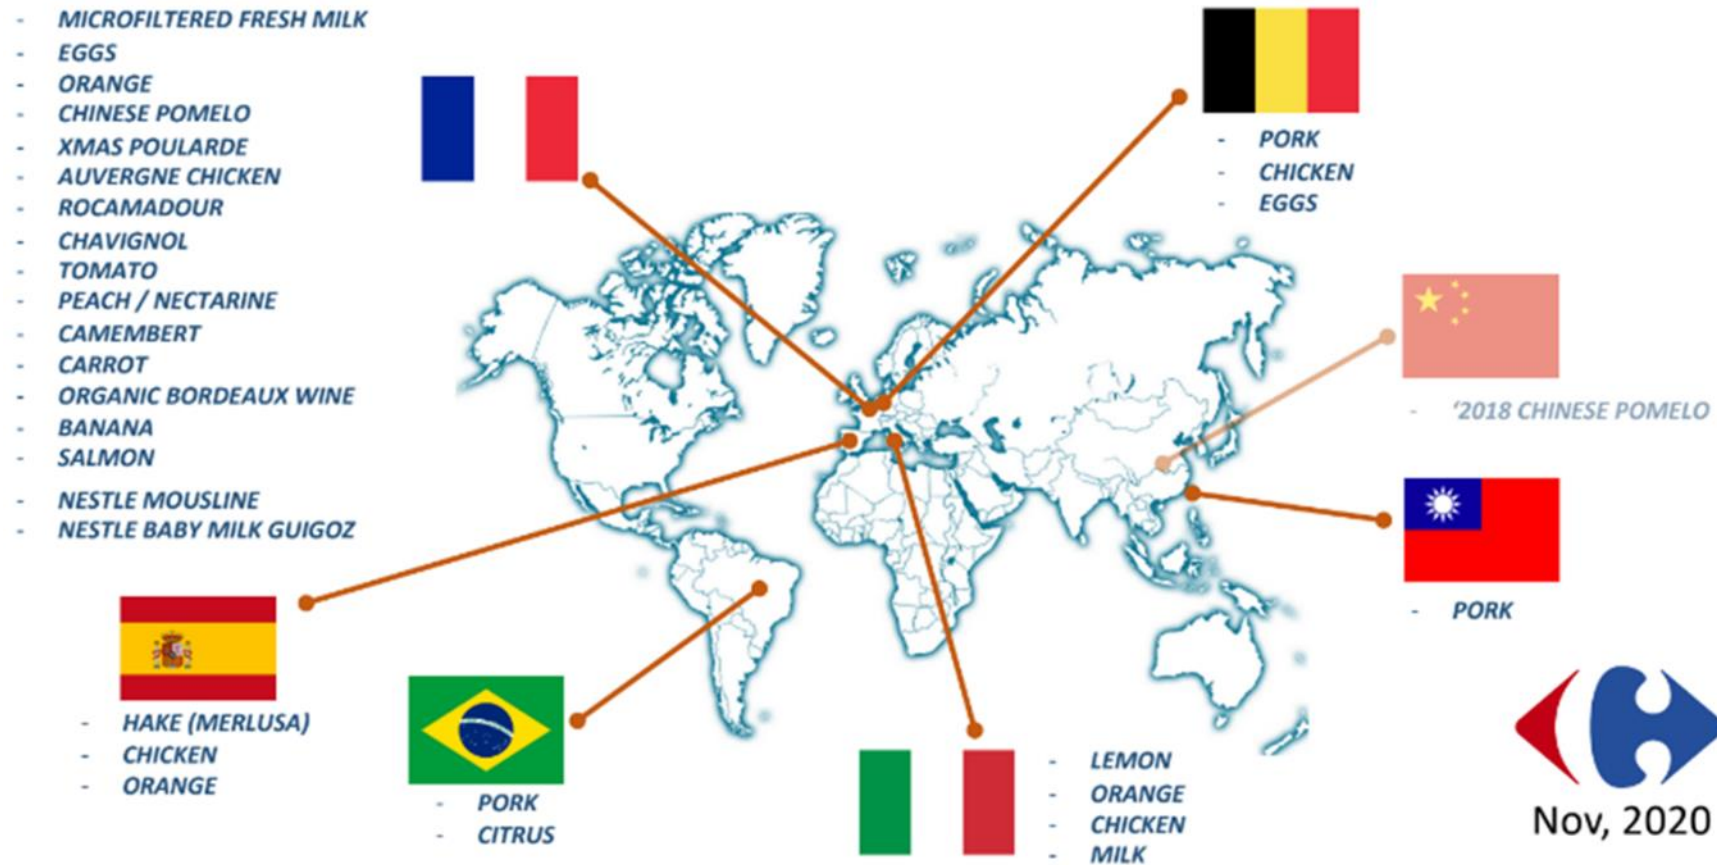 - MICROFILTERED FRESH MILK
- EGGS
- ORANGE
- CHINESE POMELO
- XMAS POULARDE
- AUVERGNE CHICKEN
- ROCAMADOUR
- CHAVIGNOL
- TOMATO
- PEACH / NECTARINE
- CAMEMBERT
- CARROT
- ORGANIC BORDEAUX WINE
- BANANA
- SALMON
- NESTLE MOUSLINE
- NESTLE BABY MILK GUIGOZ
- PORK
- CHICKEN
- EGGS
- '2018 CHINESE POMELO
- PORK
- HAKE (MERLUSA)
- CHICKEN
- ORANGE
- PORK
- CITRUS
- LEMON
- ORANGE
- CHICKEN
- MILK
Nov, 2020